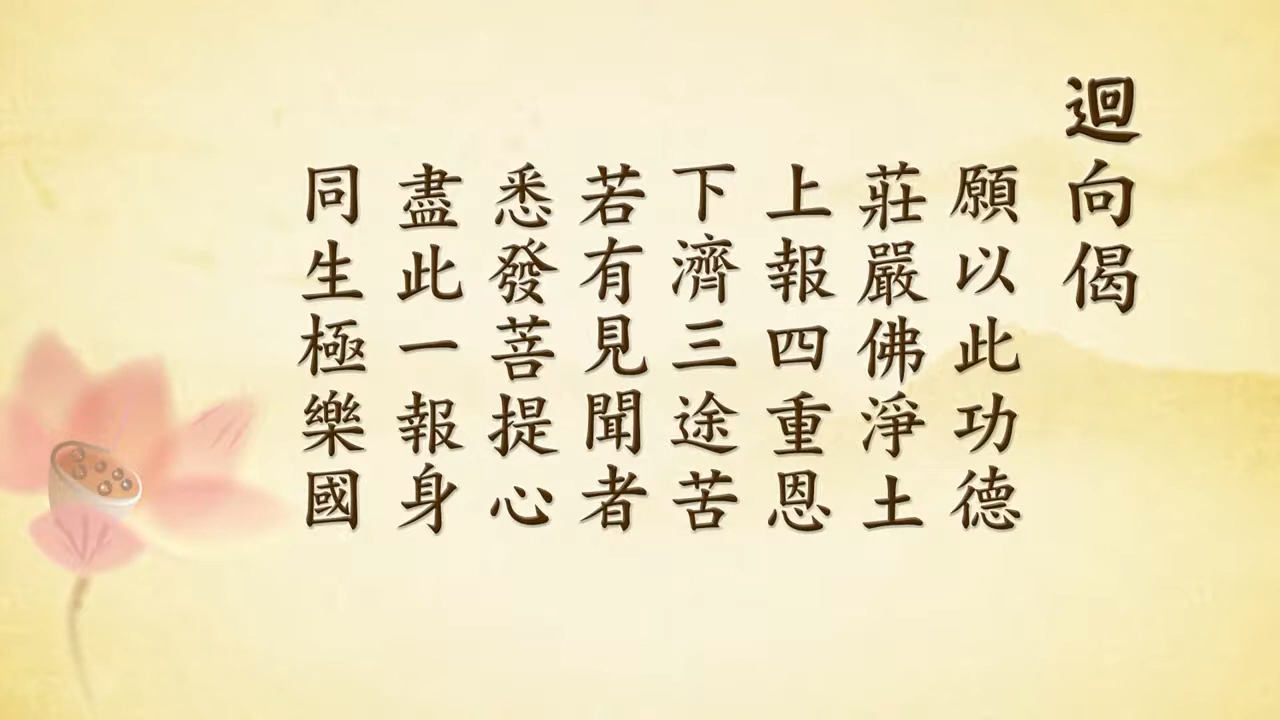 迴向偈
願以此功德
莊嚴佛淨土
上報四重恩
下濟三途苦
若有見聞者
悉發菩提心
盡此一報身
同生極樂國